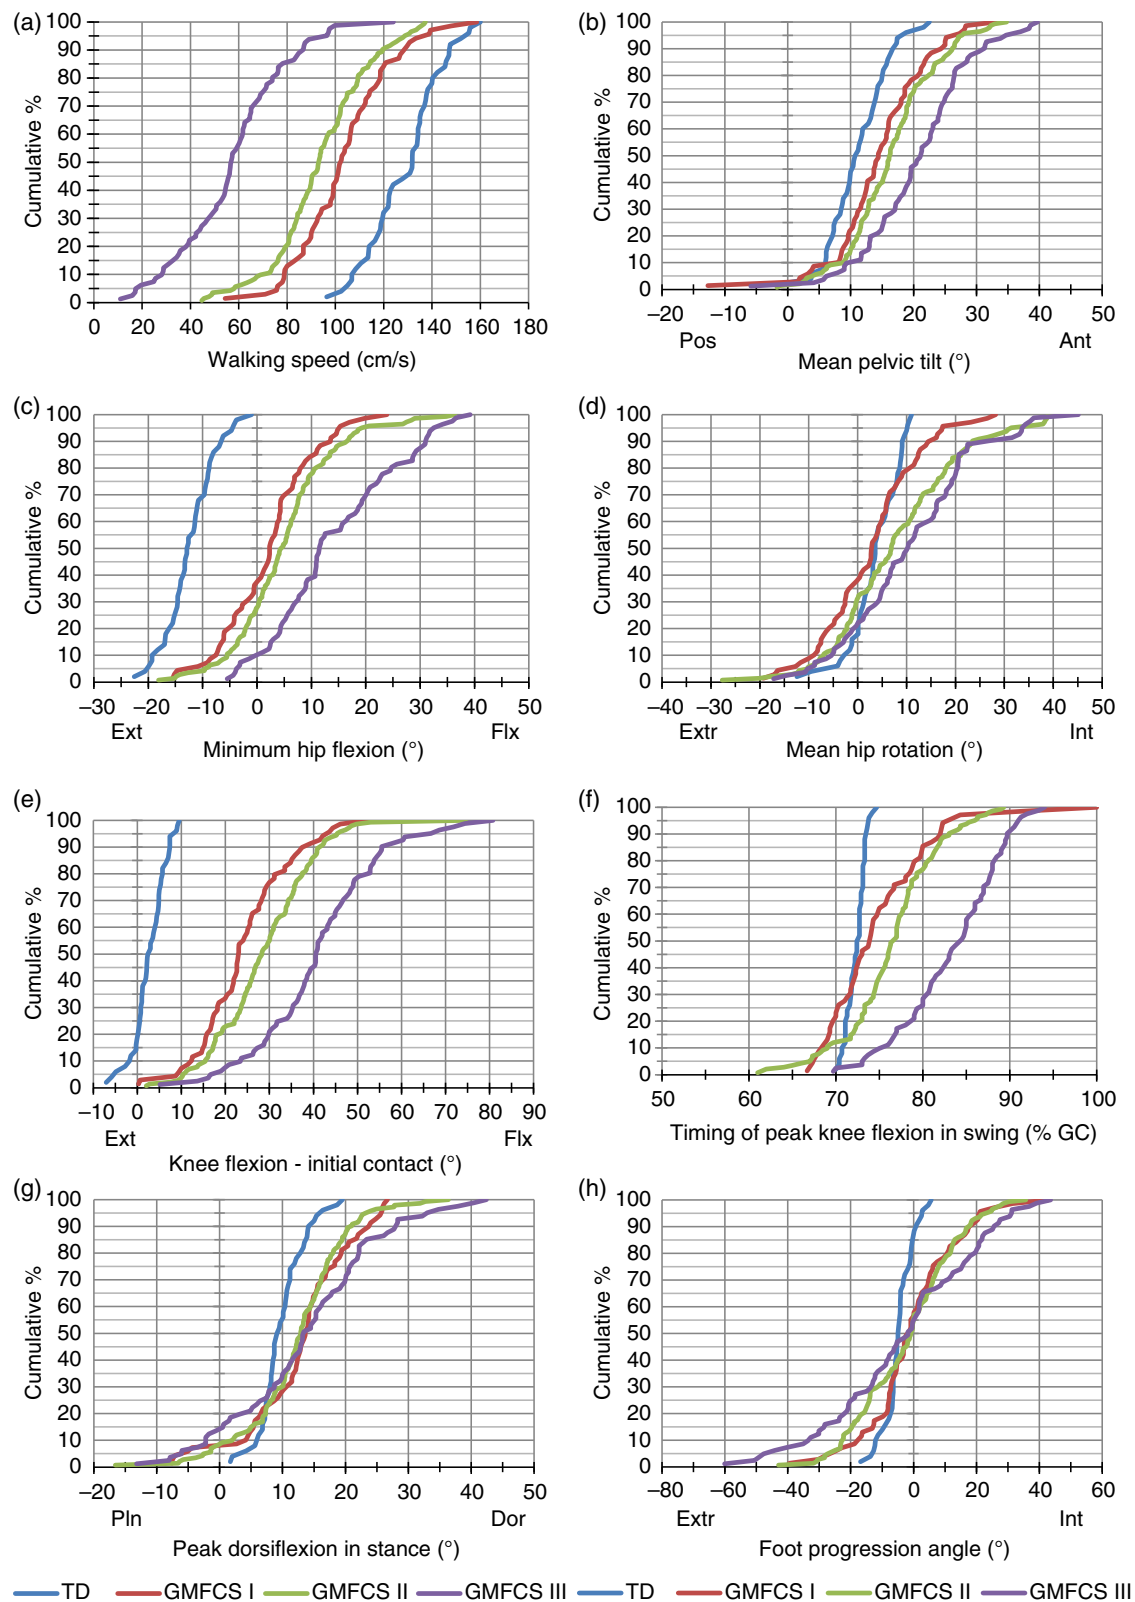 (a)
100
90
80
70
60
50
40
30
20
10
0
Cumulative %
0 20 40 60 80 100 120 140 160 180
Walking speed (cm/s)
(b)
100
90
80
70
60
50
40
30
20
10
0
Cumulative %
–20 –10 0 10 20 30 40 50
Pos Ant
Mean pelvic tilt (°)
(c)
100
90
80
70
60
50
40
30
20
10
0
Cumulative %
–30 –20 –10 0 10 20 30 40 50
Ext Flx
Minimum hip flexion (°)
(d)
100
90
80
70
60
50
40
30
20
10
0
Cumulative %
–40 –30 –20 –10 0 10 20 30 40 50
Extr Int
Mean hip rotation (°)
(e)
100
90
80
70
60
50
40
30
20
10
0
Cumulative %
–10 0 10 20 30 40 50 60 70 80 90
Ext Flx
Knee flexion - initial contact (°)
(f)
100
90
80
70
60
50
40
30
20
10
0
Cumulative %
50 60 70 80 90 100
Timing of peak knee flexion in swing (% GC)
(g)
100
90
80
70
60
50
40
30
20
10
0
Cumulative %
–20 –10 0 10 20 30 40 50
Pln Dor
Peak dorsiflexion in stance (°)
(h)
100
90
80
70
60
50
40
30
20
10
0
Cumulative %
–80 –60 –40 –20 0 20 40 60
Extr Int
Foot progression angle (°)
TD GMFCS I GMFCS II GMFCS III TD GMFCS I GMFCS II GMFCS III